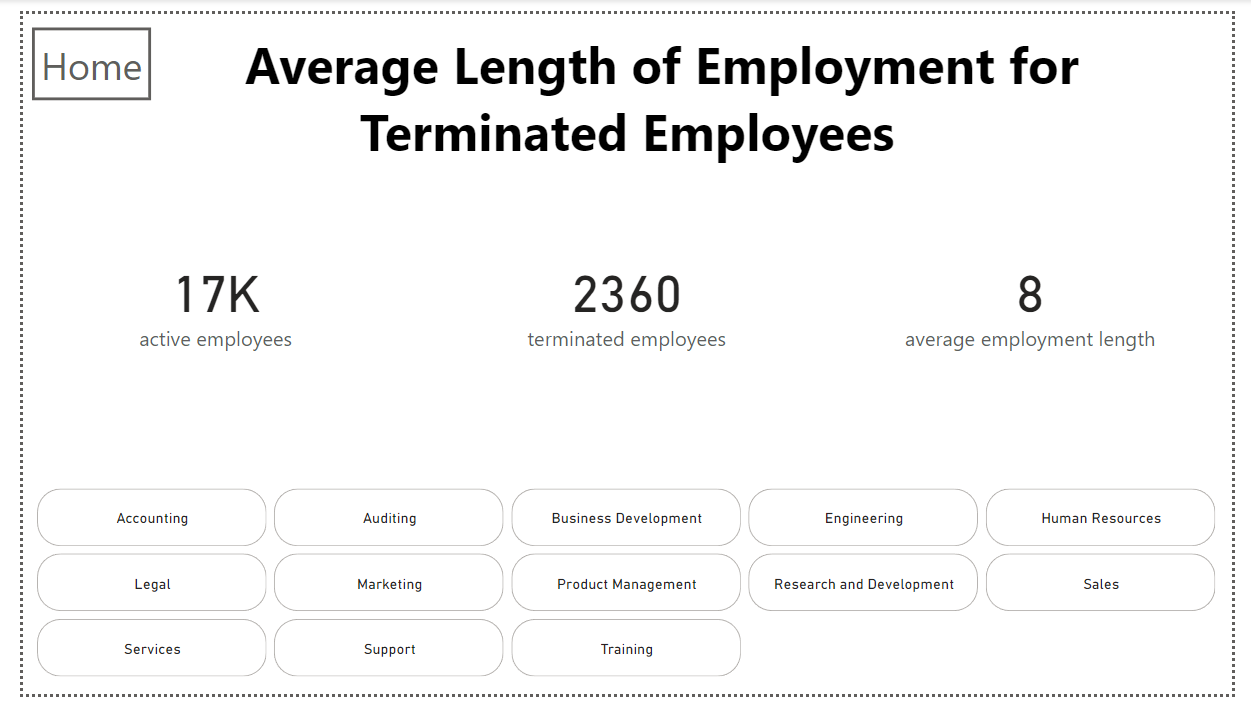 Home
Average Length of Employment for
Terminated Employees
17K
active employees
2360
terminated employees
8
average employment length
Accounting
Auditing
Business Development
Engineering
Human Resources
Legal
Marketing
Product Management
Research and Development
Sales
Services
Support
Training